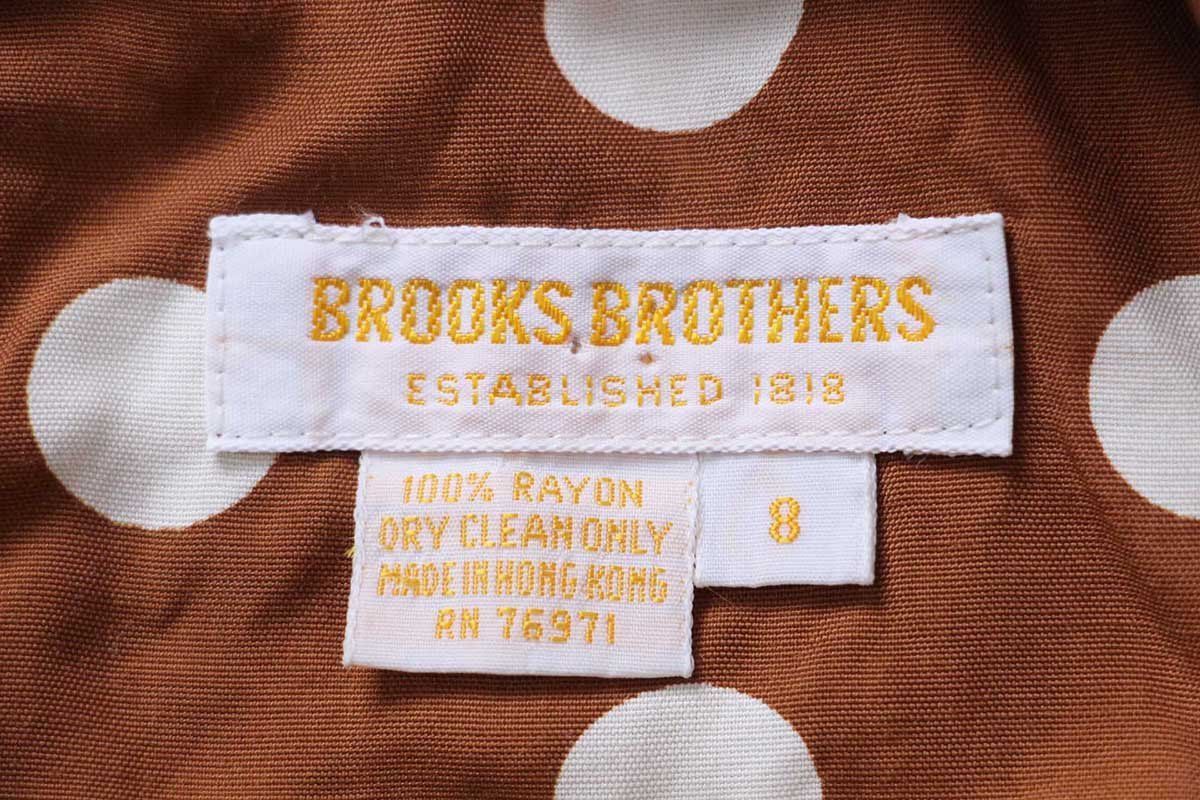 BROOKS BROTHERS
ESTABLISHED 1818
100% RAYON
DRY CLEAN ONLY
MADE IN HONG KONG
RN 76971
8